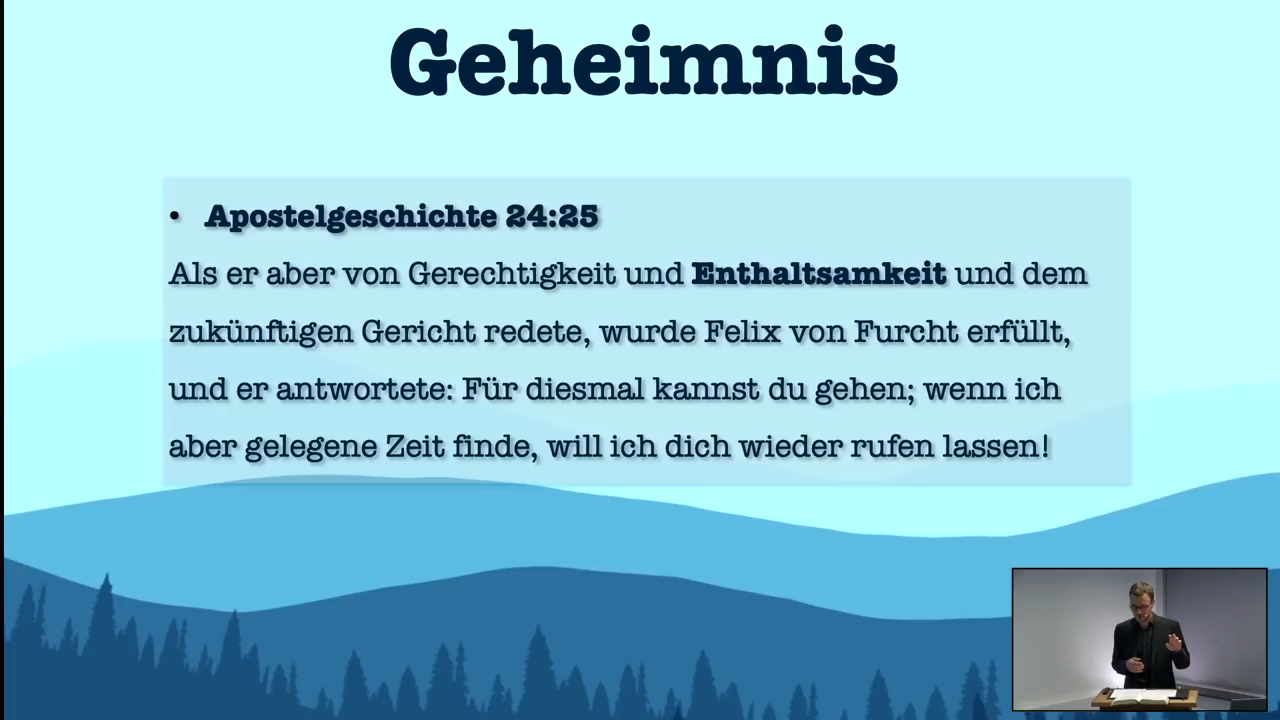 Geheimnis
• Apostelgeschichte 24:25
Als er aber von Gerechtigkeit und Enthaltsamkeit und dem
zukünftigen Gericht redete, wurde Felix von Furcht erfüllt,
und er antwortete: Für diesmal kannst du gehen; wenn ich
aber gelegene Zeit finde, will ich dich wieder rufen lassen!